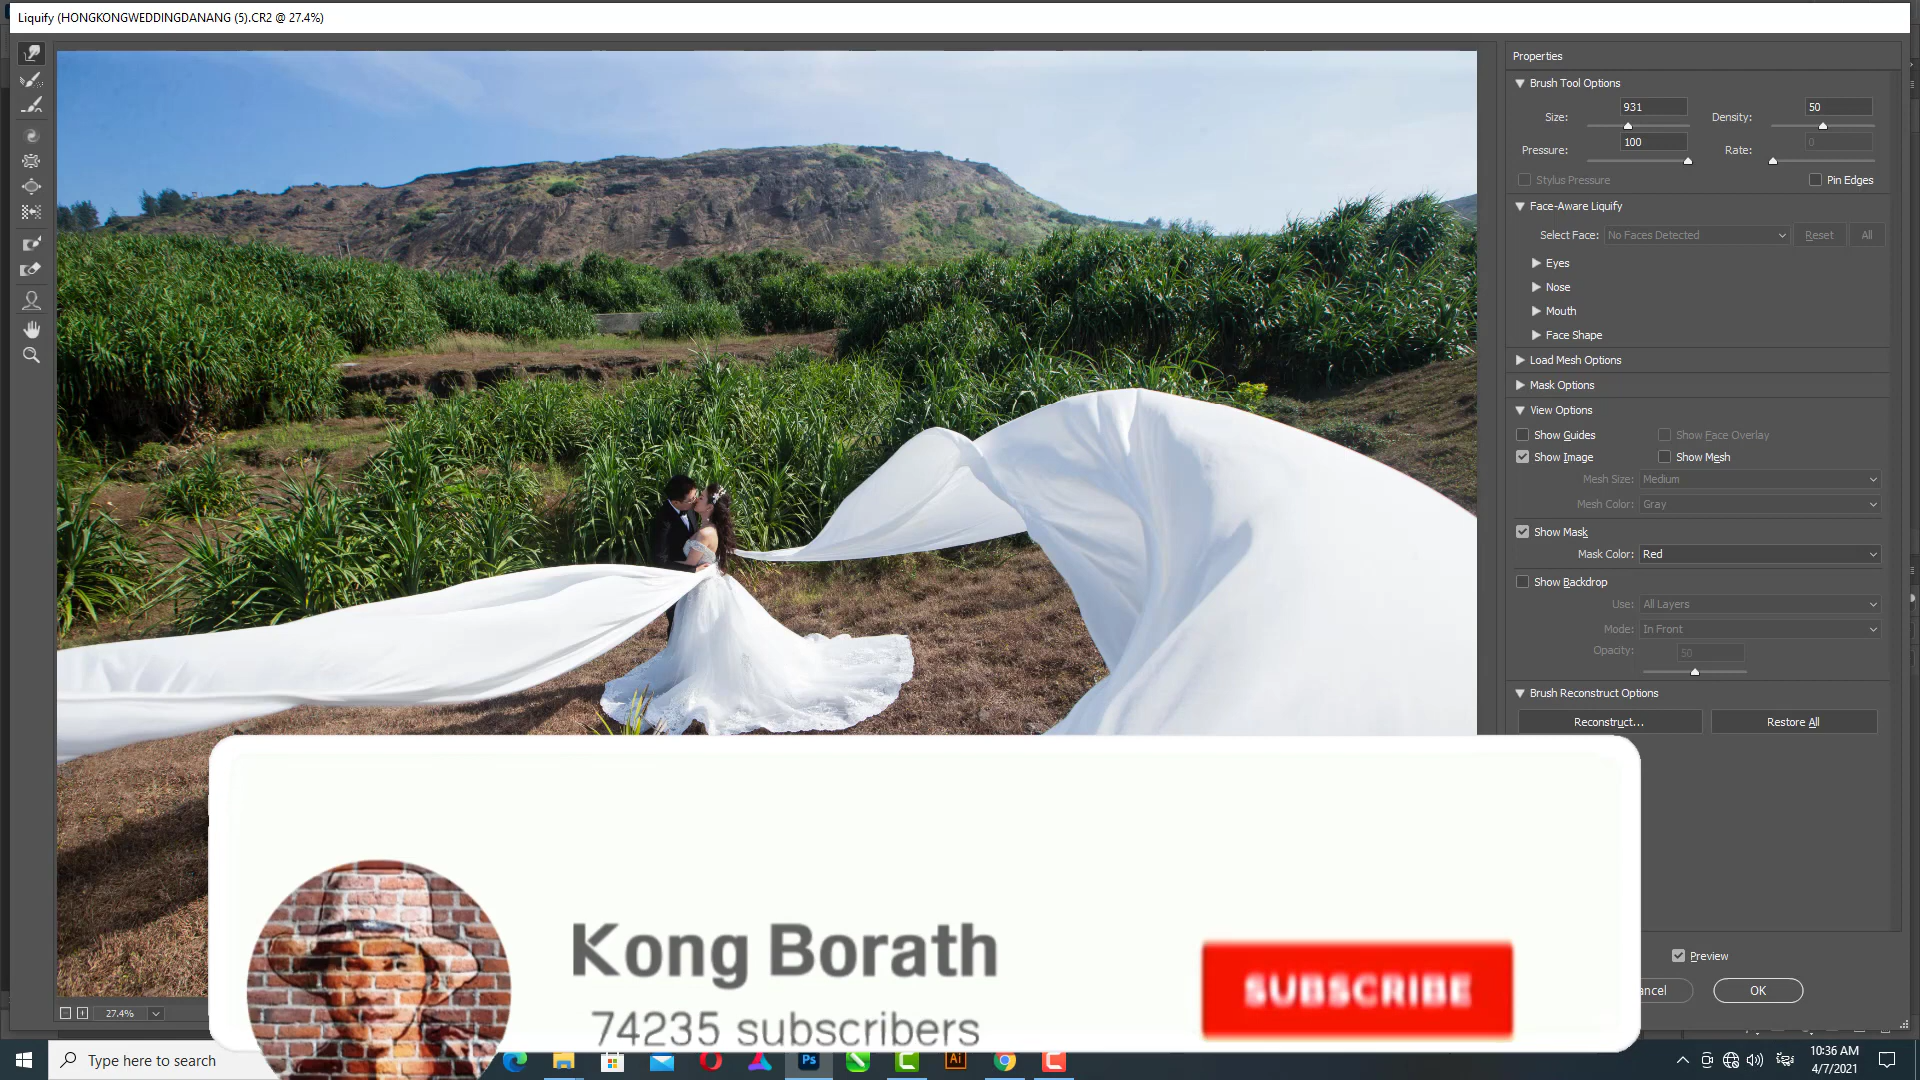 Liquify (HONGKONGWEDDINGDANANG (5).CR2 @ 27.4%)
Properties
Brush Tool Options
Size: 931 Density: 50
Pressure: 100 Rate: 0
Stylus Pressure Pin Edges
Face-Aware Liquify
Select Face: No Faces Detected Reset All
Eyes
Nose
Mouth
Face Shape
Load Mesh Options
Mask Options
View Options
Show Guides Show Face Overlay
Show Image Show Mesh
Mesh Size: Medium
Mesh Color: Gray
Show Mask
Mask Color: Red
Show Backdrop
Use: All Layers
Mode: In Front
Opacity: 50
Brush Reconstruct Options
Reconstruct... Restore All
Kong Borath
74235 subscribers
SUBSCRIBE
Preview
ancel OK
27.4%
Type here to search
Ps
Ai
10:36 AM
4/7/2021